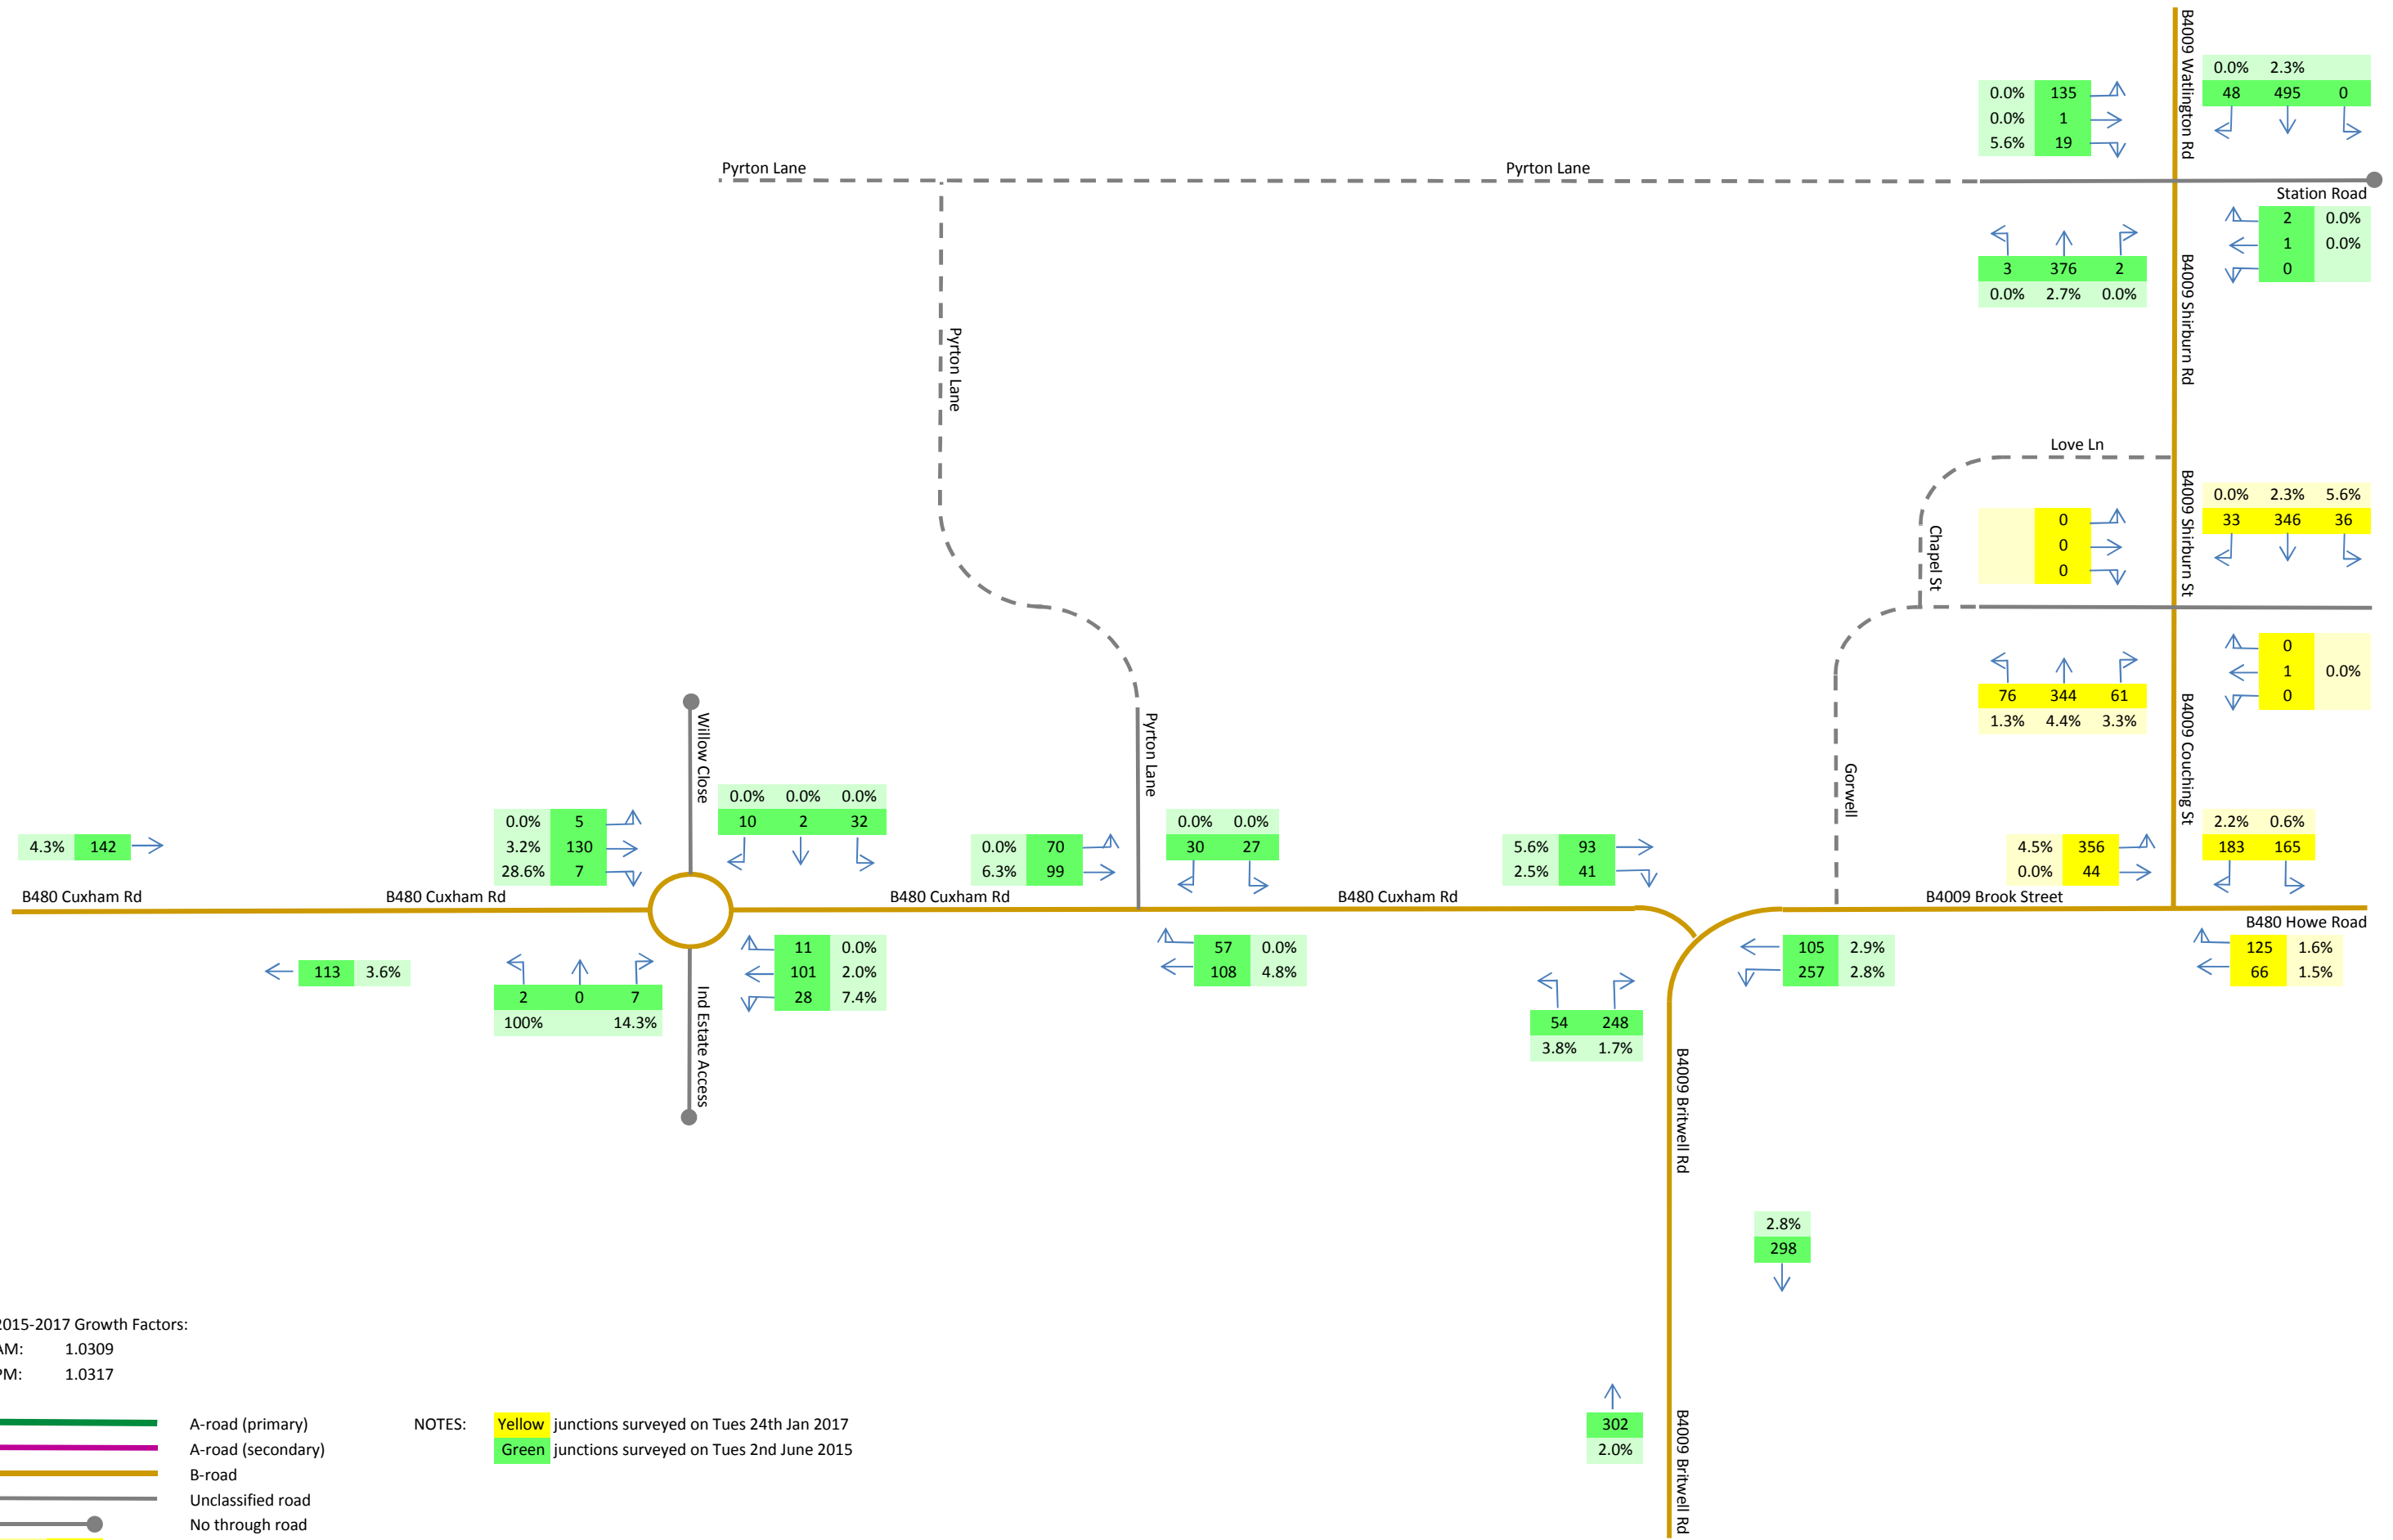 B4009 Watlington Rd
0.0% 2.3%
48 495 0
0.0% 135
0.0% 1
5.6% 19
Pyrton Lane
Pyrton Lane
Station Road
2 0.0%
1 0.0%
0
3 376 2
0.0% 2.7% 0.0%
B4009 Shirburn Rd
Pyrton Lane
Love Ln
B4009 Shirburn St
0.0% 2.3% 5.6%
33 346 36
0
0
0
Chapel St
0
1 0.0%
0
76 344 61
1.3% 4.4% 3.3%
B4009 Couching St
Willow Close
Pyrton Lane
Gorwell
0.0% 0.0% 0.0%
10 2 32
0.0% 5
3.2% 130
28.6% 7
4.3% 142
0.0% 70
6.3% 99
0.0% 0.0%
30 27
5.6% 93
2.5% 41
4.5% 356
0.0% 44
2.2% 0.6%
183 165
B480 Cuxham Rd
B480 Cuxham Rd
B480 Cuxham Rd
B480 Cuxham Rd
B4009 Brook Street
B480 Howe Road
113 3.6%
2 0 7
100% 14.3%
11 0.0%
101 2.0%
28 7.4%
Ind Estate Access
57 0.0%
108 4.8%
54 248
3.8% 1.7%
105 2.9%
257 2.8%
125 1.6%
66 1.5%
B4009 Britwell Rd
2.8%
298
302
2.0%
B4009 Britwell Rd
2015-2017 Growth Factors:
AM: 1.0309
PM: 1.0317
A-road (primary)
A-road (secondary)
B-road
Unclassified road
No through road
NOTES: Yellow junctions surveyed on Tues 24th Jan 2017
Green junctions surveyed on Tues 2nd June 2015